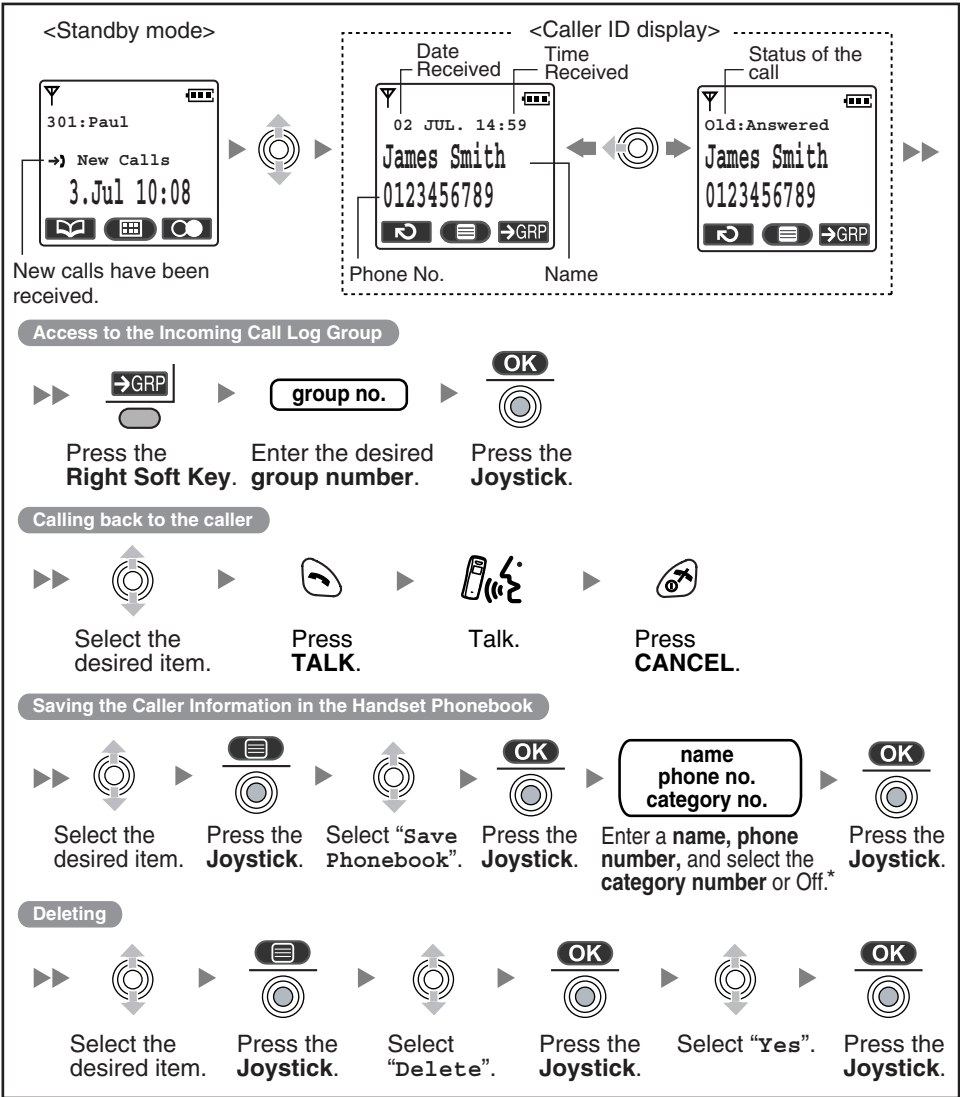 <Standby mode>
<Caller ID display>
Date
Received
Time
Received
Status of the
call
301:Paul
New Calls
3.Jul 10:08
02 JUL. 14:59
James Smith
0123456789
→GRP
Old:Answered
James Smith
0123456789
→GRP
New calls have been
received.
Phone No.
Name
Access to the Incoming Call Log Group
→GRP
group no.
OK
Press the
Right Soft Key.
Enter the desired
group number.
Press the
Joystick.
Calling back to the caller
Select the
desired item.
Press
TALK.
Talk.
Press
CANCEL.
Saving the Caller Information in the Handset Phonebook
OK
name
phone no.
category no.
OK
Select the
desired item.
Press the
Joystick.
Select “Save
Phonebook”.
Press the
Joystick.
Enter a name, phone
number, and select the
category number or Off.*
Press the
Joystick.
Deleting
OK
OK
Select the
desired item.
Press the
Joystick.
Select
“Delete”.
Press the
Joystick.
Select “Yes”.
Press the
Joystick.